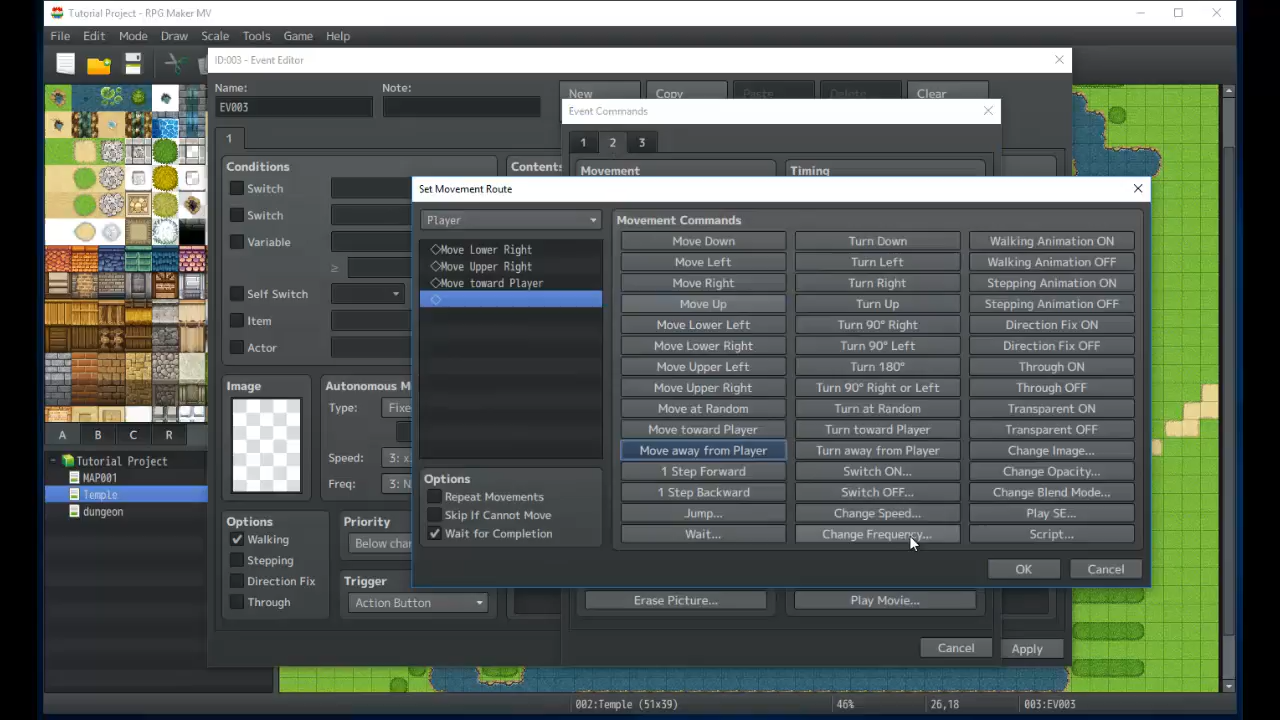 Tutorial Project - RPG Maker MV
File Edit Mode Draw Scale Tools Game Help
ID:003 - Event Editor
Name: Note:
EV003
New Copy Paste Delete Clear
Event Commands
1
1 2 3
Conditions
Contents
Movement Timing
Switch
Switch
Variable
≥
Self Switch
Item
Actor
Image
Autonomous M
Type: Fixe
Speed: 3: x
Freq: 3: N
Options
Walking
Stepping
Direction Fix
Through
Priority
Below char
Trigger
Action Button
Set Movement Route
Player
◇Move Lower Right
◇Move Upper Right
◇Move toward Player
◇
Options
Repeat Movements
Skip If Cannot Move
Wait for Completion
Movement Commands
Move Down Turn Down Walking Animation ON
Move Left Turn Left Walking Animation OFF
Move Right Turn Right Stepping Animation ON
Move Up Turn Up Stepping Animation OFF
Move Lower Left Turn 90° Right Direction Fix ON
Move Lower Right Turn 90° Left Direction Fix OFF
Move Upper Left Turn 180° Through ON
Move Upper Right Turn 90° Right or Left Through OFF
Move at Random Turn at Random Transparent ON
Move toward Player Turn toward Player Transparent OFF
Move away from Player Turn away from Player Change Image...
1 Step Forward Switch ON... Change Opacity...
1 Step Backward Switch OFF... Change Blend Mode...
Jump... Change Speed... Play SE...
Wait... Change Frequency... Script...
OK Cancel
Erase Picture... Play Movie...
Cancel Apply
A B C R
Tutorial Project
MAP001
Temple
dungeon
002:Temple (51x39) 46% 26,18 003:EV003